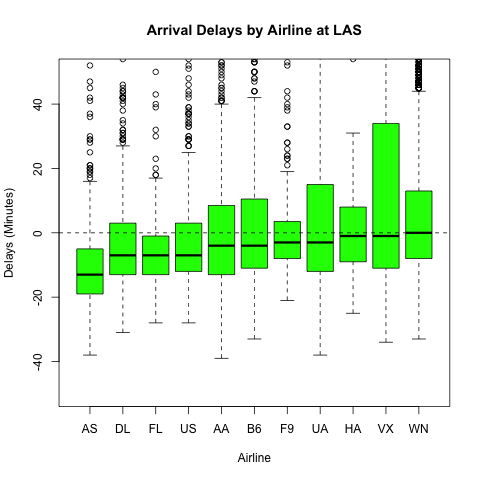 Arrival Delays by Airline at LAS
Delays (Minutes)
40
20
0
-20
-40
AS DL FL US AA B6 F9 UA HA VX WN
Airline